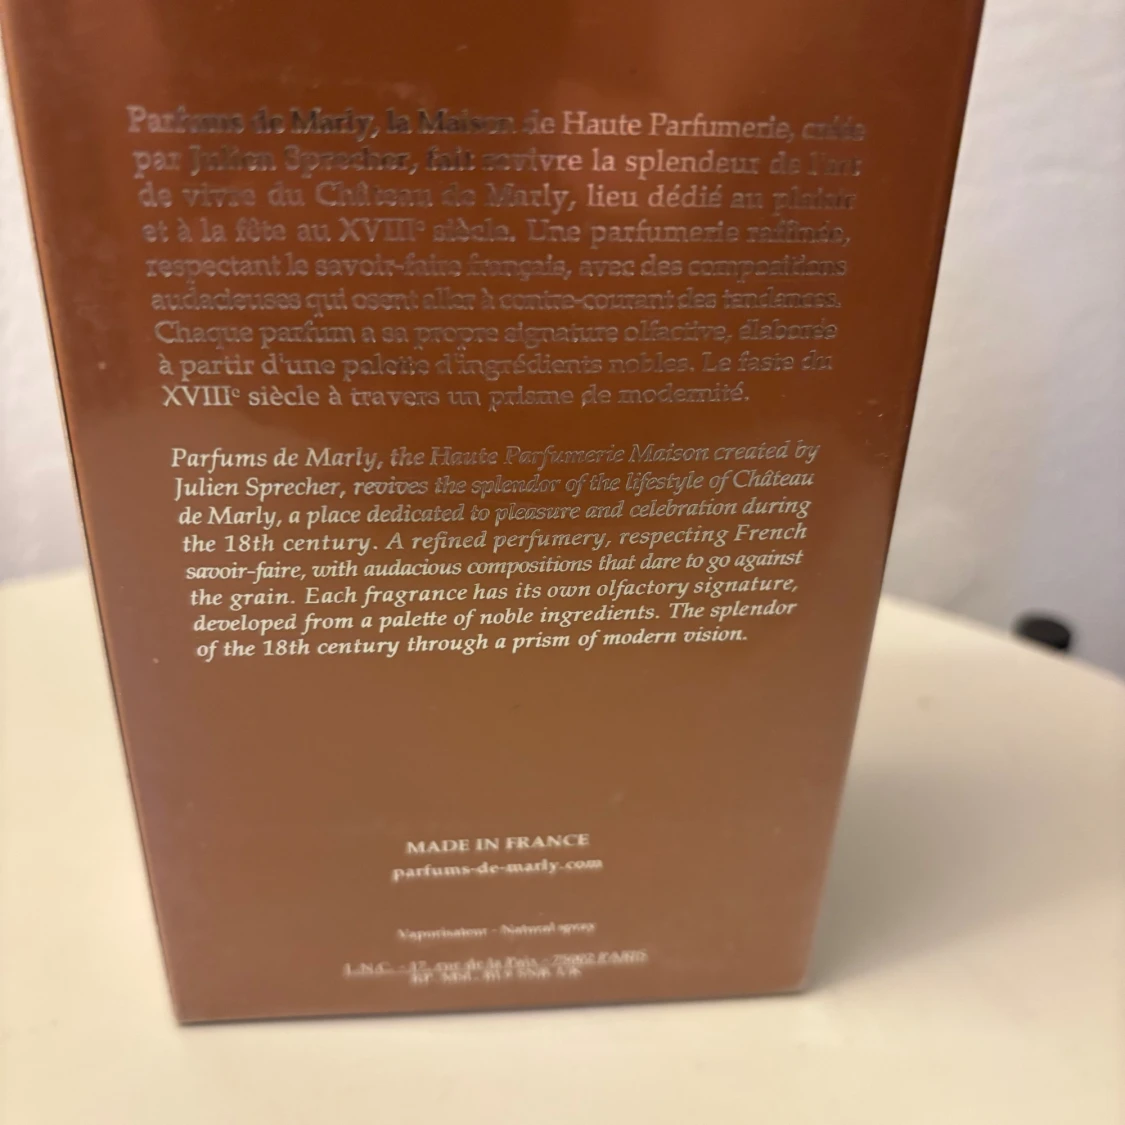 Parfums de Marly, la Maison de Haute Parfumerie, créée
par Julien Sprecher, fait revivre la splendeur de l'art
de vivre du Château de Marly, lieu dédié au plaisir
et à la fête au XVIIIe siècle. Une parfumerie raffinée,
respectant le savoir-faire français, avec des compositions
audacieuses qui osent aller à contre-courant des tendances.
Chaque parfum a sa propre signature olfactive, élaborée
à partir d'une palette d'ingrédients nobles. Le faste du
XVIIIe siècle à travers un prisme de modernité.
Parfums de Marly, the Haute Parfumerie Maison created by
Julien Sprecher, revives the splendor of the lifestyle of Château
de Marly, a place dedicated to pleasure and celebration during
the 18th century. A refined perfumery, respecting French
savoir-faire, with audacious compositions that dare to go against
the grain. Each fragrance has its own olfactory signature,
developed from a palette of noble ingredients. The splendor
of the 18th century through a prism of modern vision.
MADE IN FRANCE
parfums-de-marly.com
Vaporisateur - Natural spray
I.N.C. - 17, rue de la Paix - 75002 PARIS